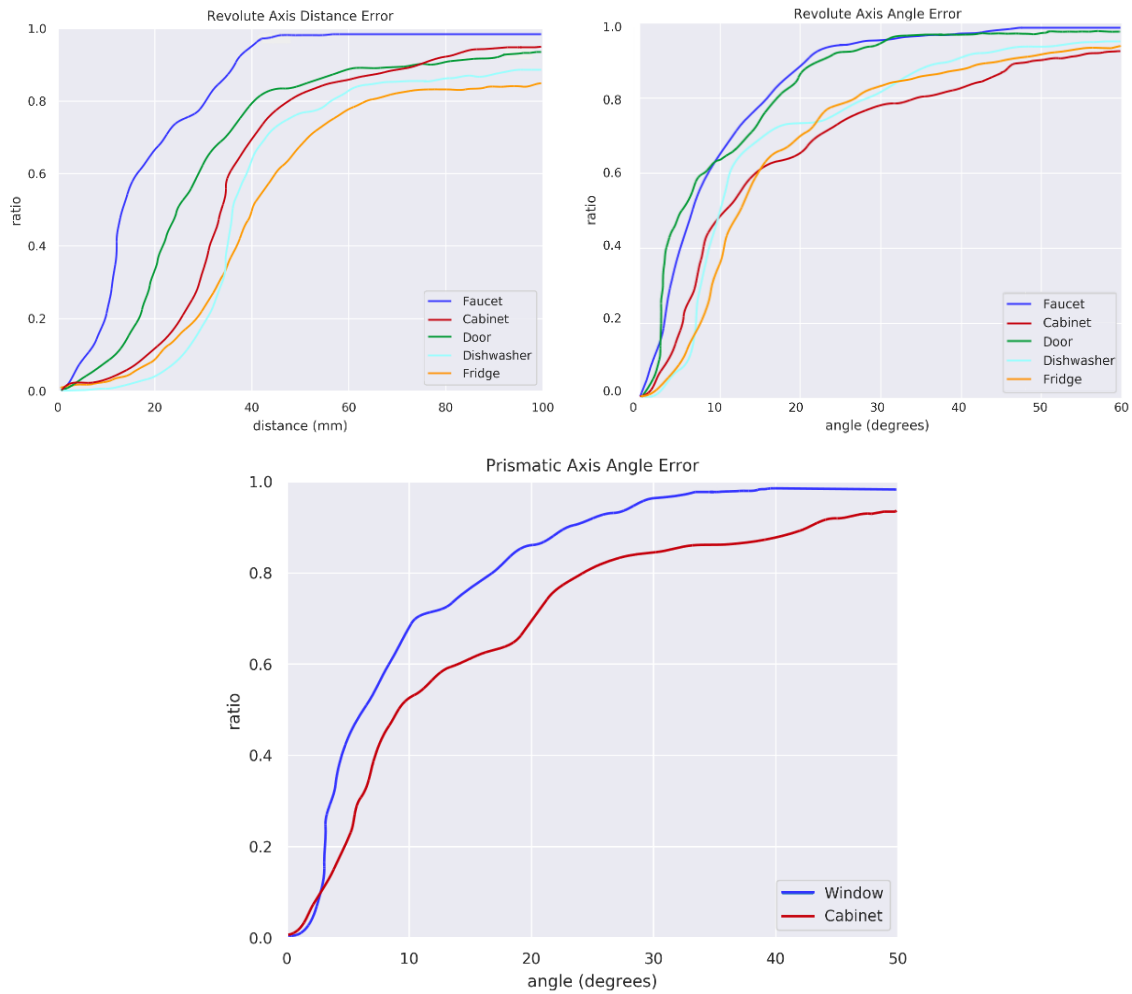 Revolute Axis Distance Error
1.0
0.8
0.6
0.4
0.2
0.0
ratio
0 20 40 60 80 100
distance (mm)
Faucet
Cabinet
Door
Dishwasher
Fridge
Revolute Axis Angle Error
1.0
0.8
0.6
0.4
0.2
0.0
ratio
0 10 20 30 40 50 60
angle (degrees)
Faucet
Cabinet
Door
Dishwasher
Fridge
Prismatic Axis Angle Error
1.0
0.8
0.6
0.4
0.2
0.0
ratio
0 10 20 30 40 50
angle (degrees)
Window
Cabinet